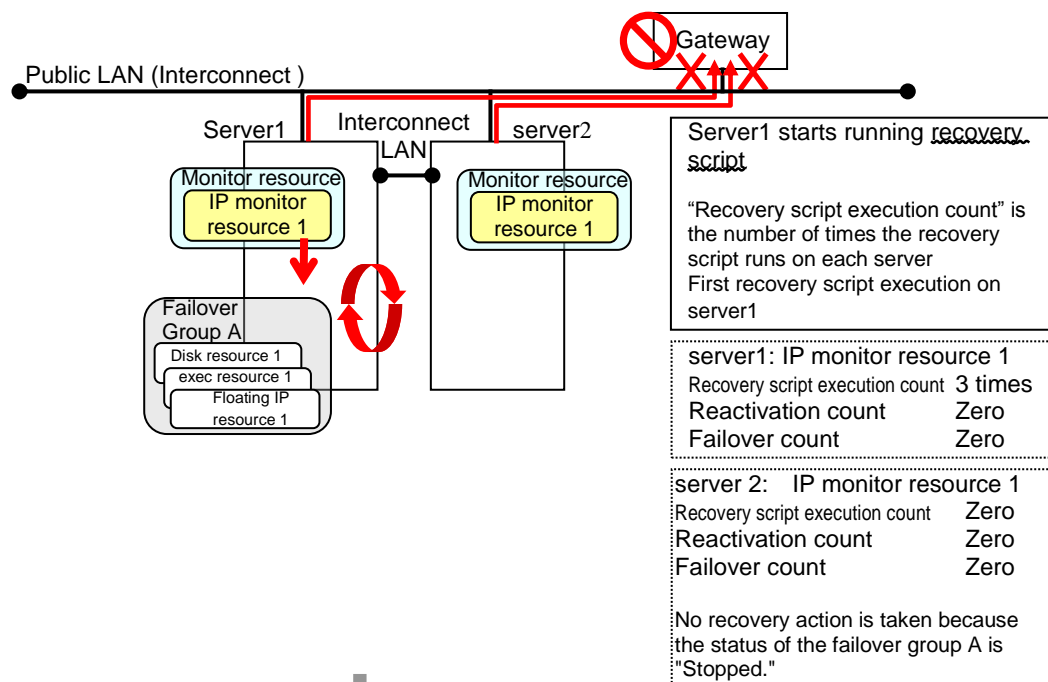 Gateway
Public LAN (Interconnect )
Server1
Interconnect
LAN
server2
Monitor resource
IP monitor
resource 1
Monitor resource
IP monitor
resource 1
Failover
Group A
Disk resource 1
exec resource 1
Floating IP
resource 1
Server1 starts running recovery
script
“Recovery script execution count” is
the number of times the recovery
script runs on each server
First recovery script execution on
server1
server1: IP monitor resource 1
Recovery script execution count 3 times
Reactivation count Zero
Failover count Zero
server 2: IP monitor resource 1
Recovery script execution count Zero
Reactivation count Zero
Failover count Zero
No recovery action is taken because
the status of the failover group A is
"Stopped."